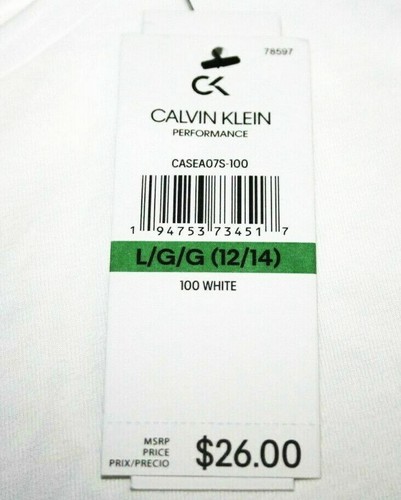 78597
CK
CALVIN KLEIN
PERFORMANCE
CASEA07S-100
1 94753 73451 7
L/G/G (12/14)
100 WHITE
MSRP
PRICE
PRIX/PRECIO
$26.00